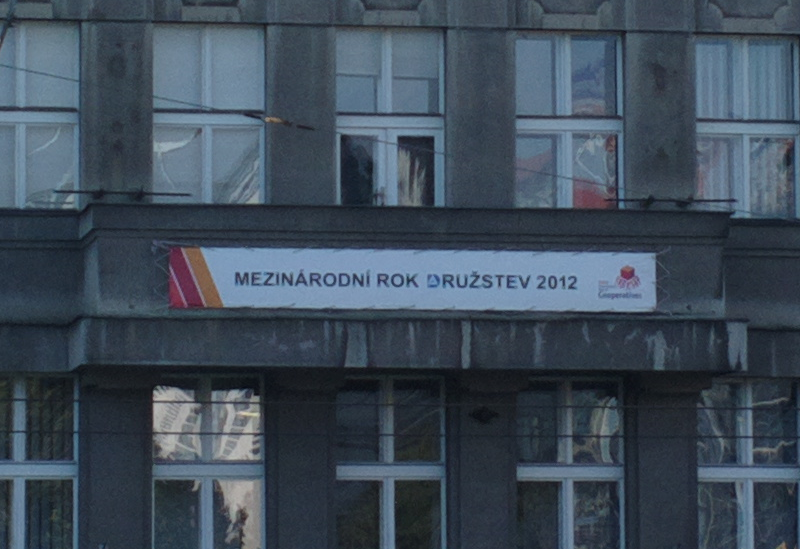 MEZINÁRODNÍ ROK DRUŽSTEV 2012
Cooperatives